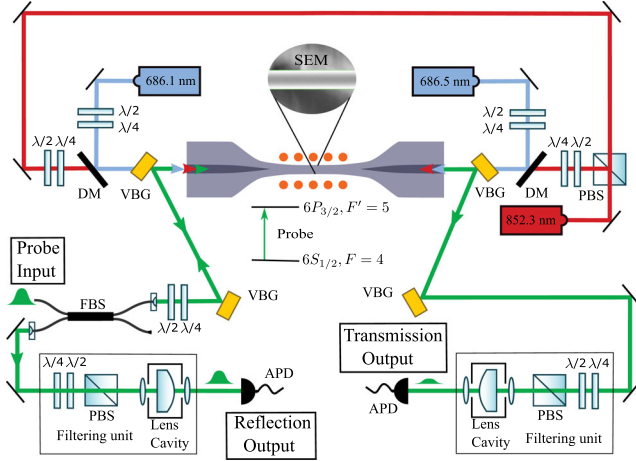 SEM
686.1 nm
686.5 nm
λ/2
λ/4
λ/2
λ/4
λ/2 λ/4
λ/4 λ/2
DM
VBG
VBG
DM
PBS
852.3 nm
6P3/2, F′ = 5
Probe
6S1/2, F = 4
Probe
Input
FBS
λ/2 λ/4
VBG
VBG
Transmission
Output
λ/4 λ/2
PBS
Filtering unit
Lens
Cavity
APD
Reflection
Output
APD
Lens
Cavity
PBS
λ/2 λ/4
Filtering unit